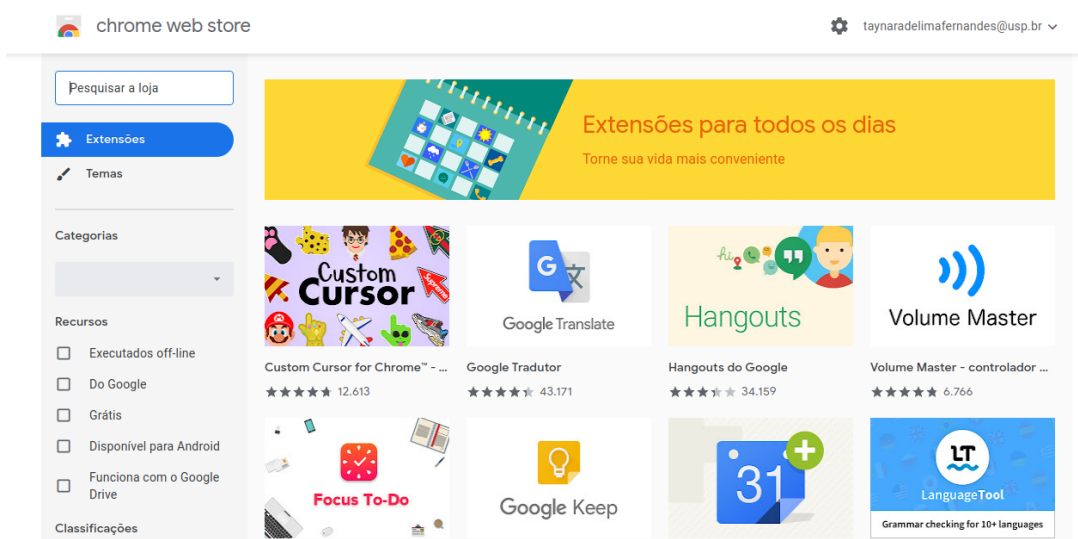 chrome web store
taynaradelimafernandes@usp.br
Pesquisar a loja
Extensões
Temas
Categorias
Recursos
Executados off-line
Do Google
Grátis
Disponível para Android
Funciona com o Google
Drive
Classificações
Extensões para todos os dias
Torne sua vida mais conveniente
Custom
Cursor
Supreme
Google Translate
hi
Hangouts
Volume Master
Custom Cursor for Chrome™ - ...
Google Tradutor
Hangouts do Google
Volume Master - controlador ...
12.613
43.171
34.159
6.766
Focus To-Do
Google Keep
31
LT
LanguageTool
Grammar checking for 10+ languages